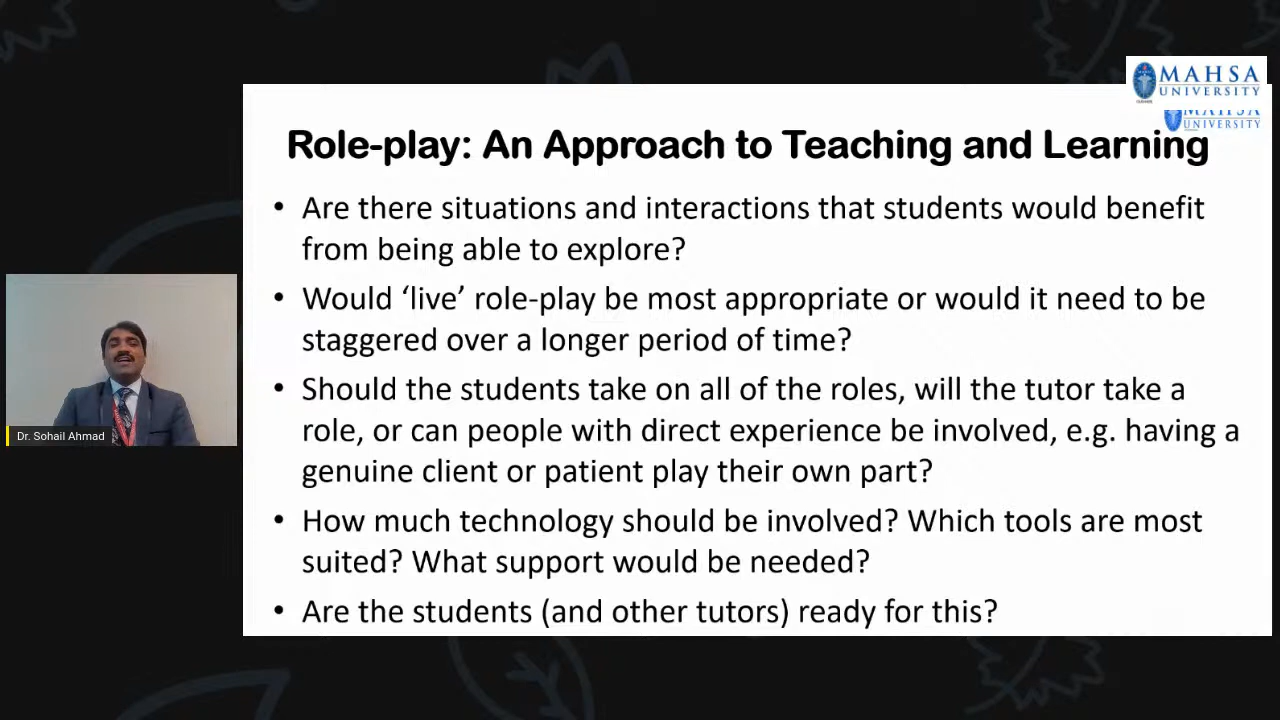 MAHSA
UNIVERSITY
MAHSA
UNIVERSITY
Role-play: An Approach to Teaching and Learning
• Are there situations and interactions that students would benefit
from being able to explore?
• Would ‘live’ role-play be most appropriate or would it need to be
staggered over a longer period of time?
• Should the students take on all of the roles, will the tutor take a
role, or can people with direct experience be involved, e.g. having a
genuine client or patient play their own part?
• How much technology should be involved? Which tools are most
suited? What support would be needed?
• Are the students (and other tutors) ready for this?
Dr. Sohail Ahmad